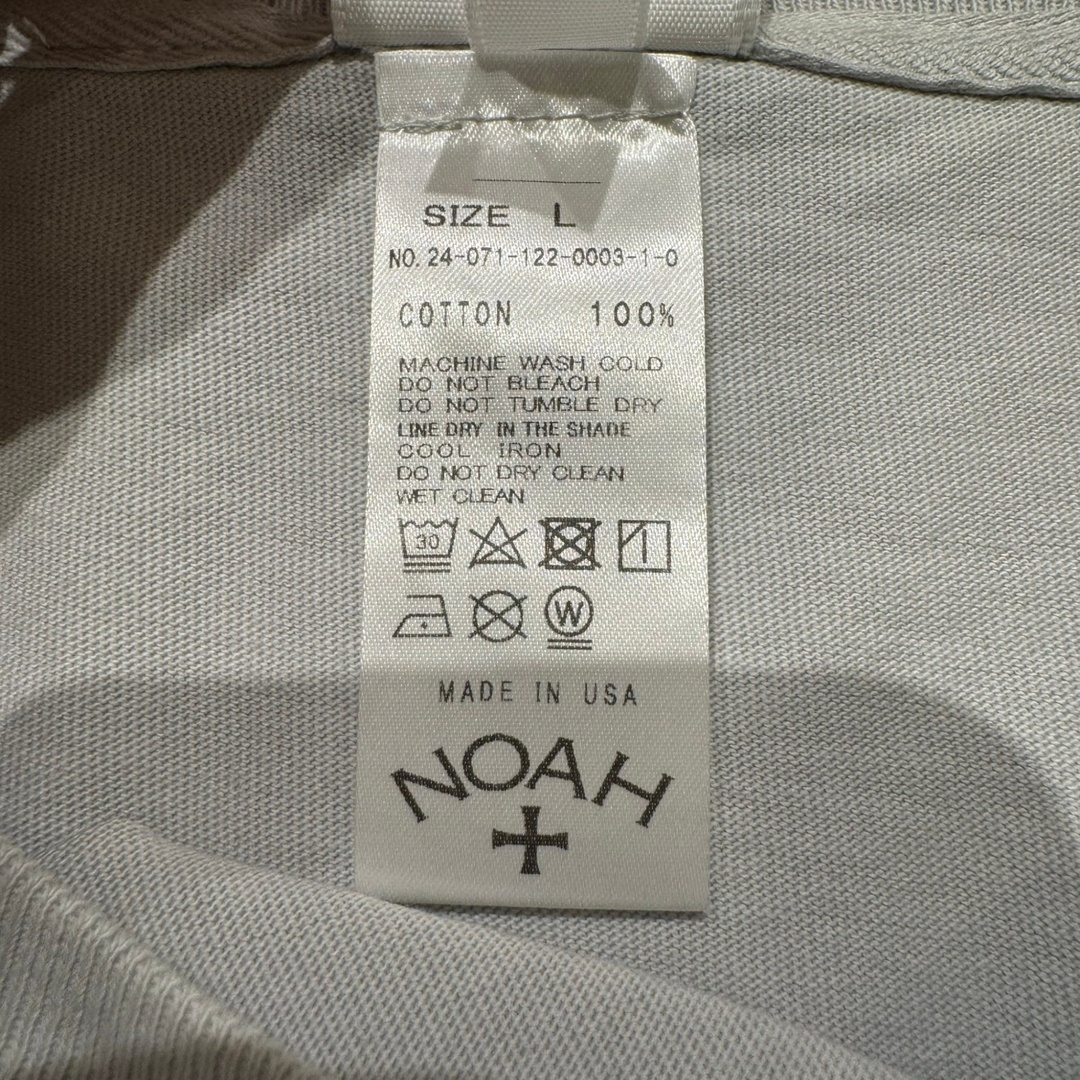 SIZE L
NO. 24-071-122-0003-1-0
COTTON 100%
MACHINE WASH COLD
DO NOT BLEACH
DO NOT TUMBLE DRY
LINE DRY IN THE SHADE
COOL IRON
DO NOT DRY CLEAN
WET CLEAN
30
W
MADE IN USA
NOAH